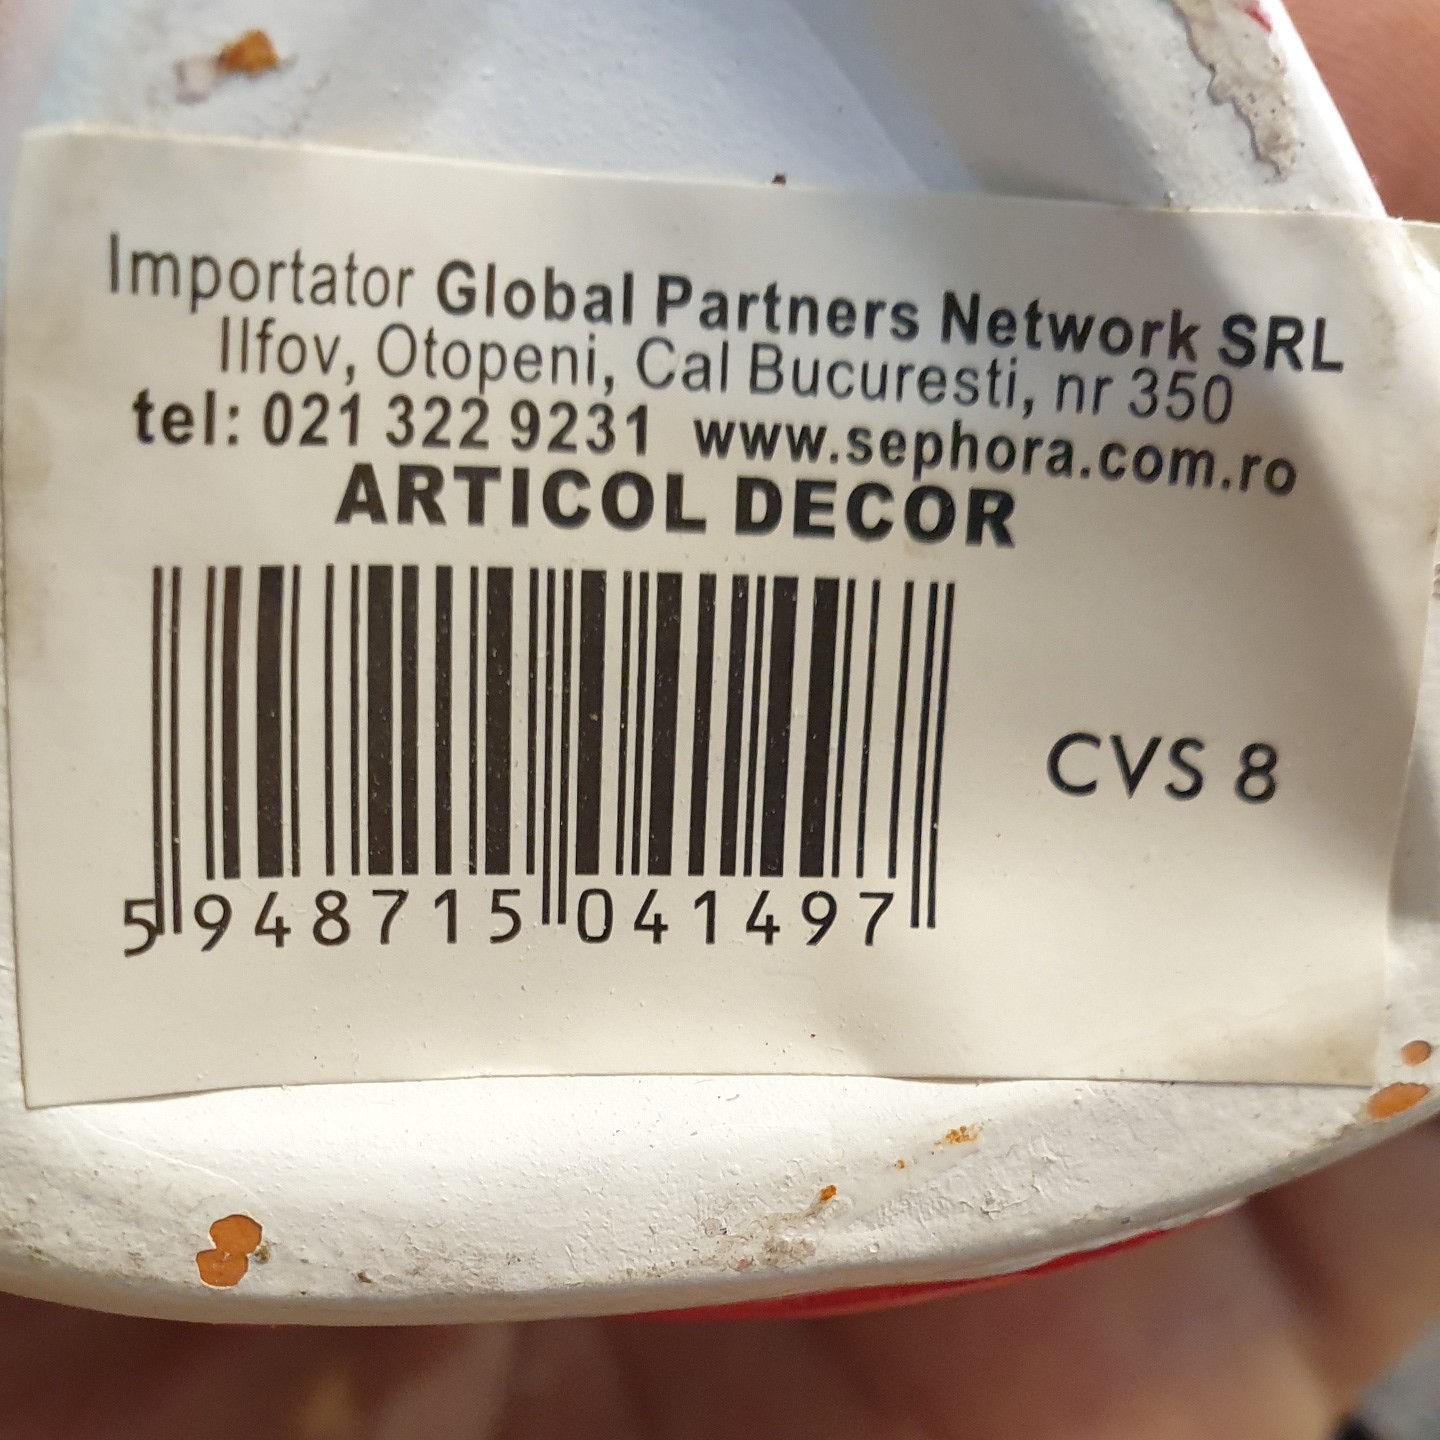 Importator Global Partners Network SRL
Ilfov, Otopeni, Cal Bucuresti, nr 350
tel: 021 322 9231 www.sephora.com.ro
ARTICOL DECOR
CVS 8
5 948715 041497